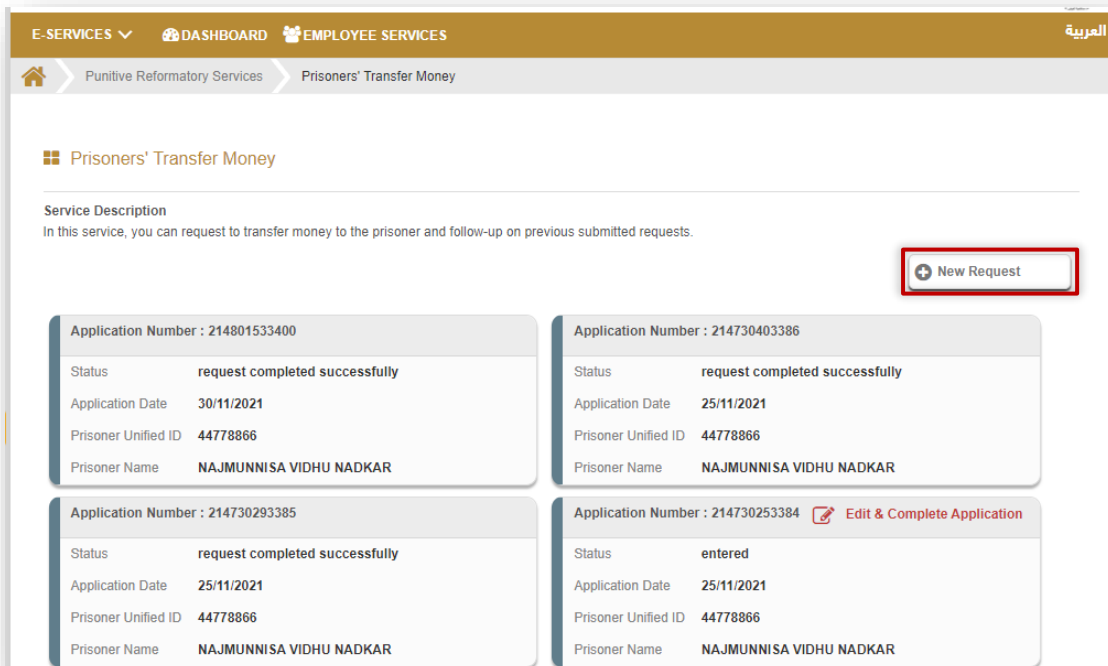 E-SERVICES DASHBOARD EMPLOYEE SERVICES العربية
Punitive Reformatory Services Prisoners' Transfer Money
Prisoners' Transfer Money
Service Description
In this service, you can request to transfer money to the prisoner and follow-up on previous submitted requests.
New Request
Application Number : 214801533400
Status request completed successfully
Application Date 30/11/2021
Prisoner Unified ID 44778866
Prisoner Name NAJMUNNISA VIDHU NADKAR
Application Number : 214730403386
Status request completed successfully
Application Date 25/11/2021
Prisoner Unified ID 44778866
Prisoner Name NAJMUNNISA VIDHU NADKAR
Application Number : 214730293385
Status request completed successfully
Application Date 25/11/2021
Prisoner Unified ID 44778866
Prisoner Name NAJMUNNISA VIDHU NADKAR
Application Number : 214730253384 Edit & Complete Application
Status entered
Application Date 25/11/2021
Prisoner Unified ID 44778866
Prisoner Name NAJMUNNISA VIDHU NADKAR